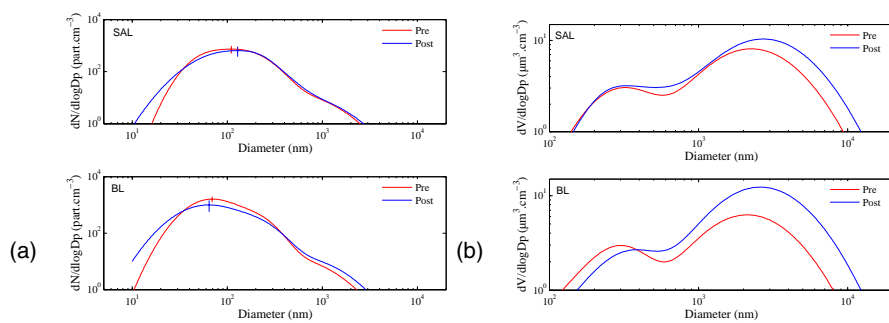 (a)
SAL
Pre
Post
dN/dlogDp (part.cm⁻³)
10⁴
10²
10⁰
10¹ 10² 10³ 10⁴
Diameter (nm)
BL
Pre
Post
dN/dlogDp (part.cm⁻³)
10⁴
10²
10⁰
10¹ 10² 10³ 10⁴
Diameter (nm)
(b)
SAL
Pre
Post
dV/dlogDp (µm³.cm⁻³)
10¹
10⁰
10² 10³ 10⁴
Diameter (nm)
BL
Pre
Post
dV/dlogDp (µm³.cm⁻³)
10¹
10⁰
10² 10³ 10⁴
Diameter (nm)